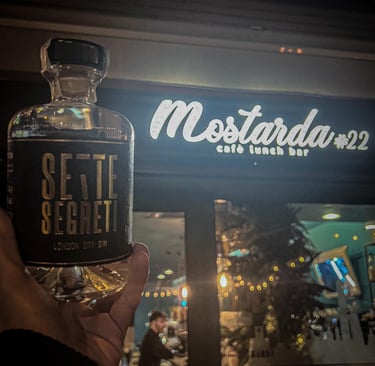 Mostarda #22
café lunch bar
SETTE
SEGRETI
LONDON DRY GIN